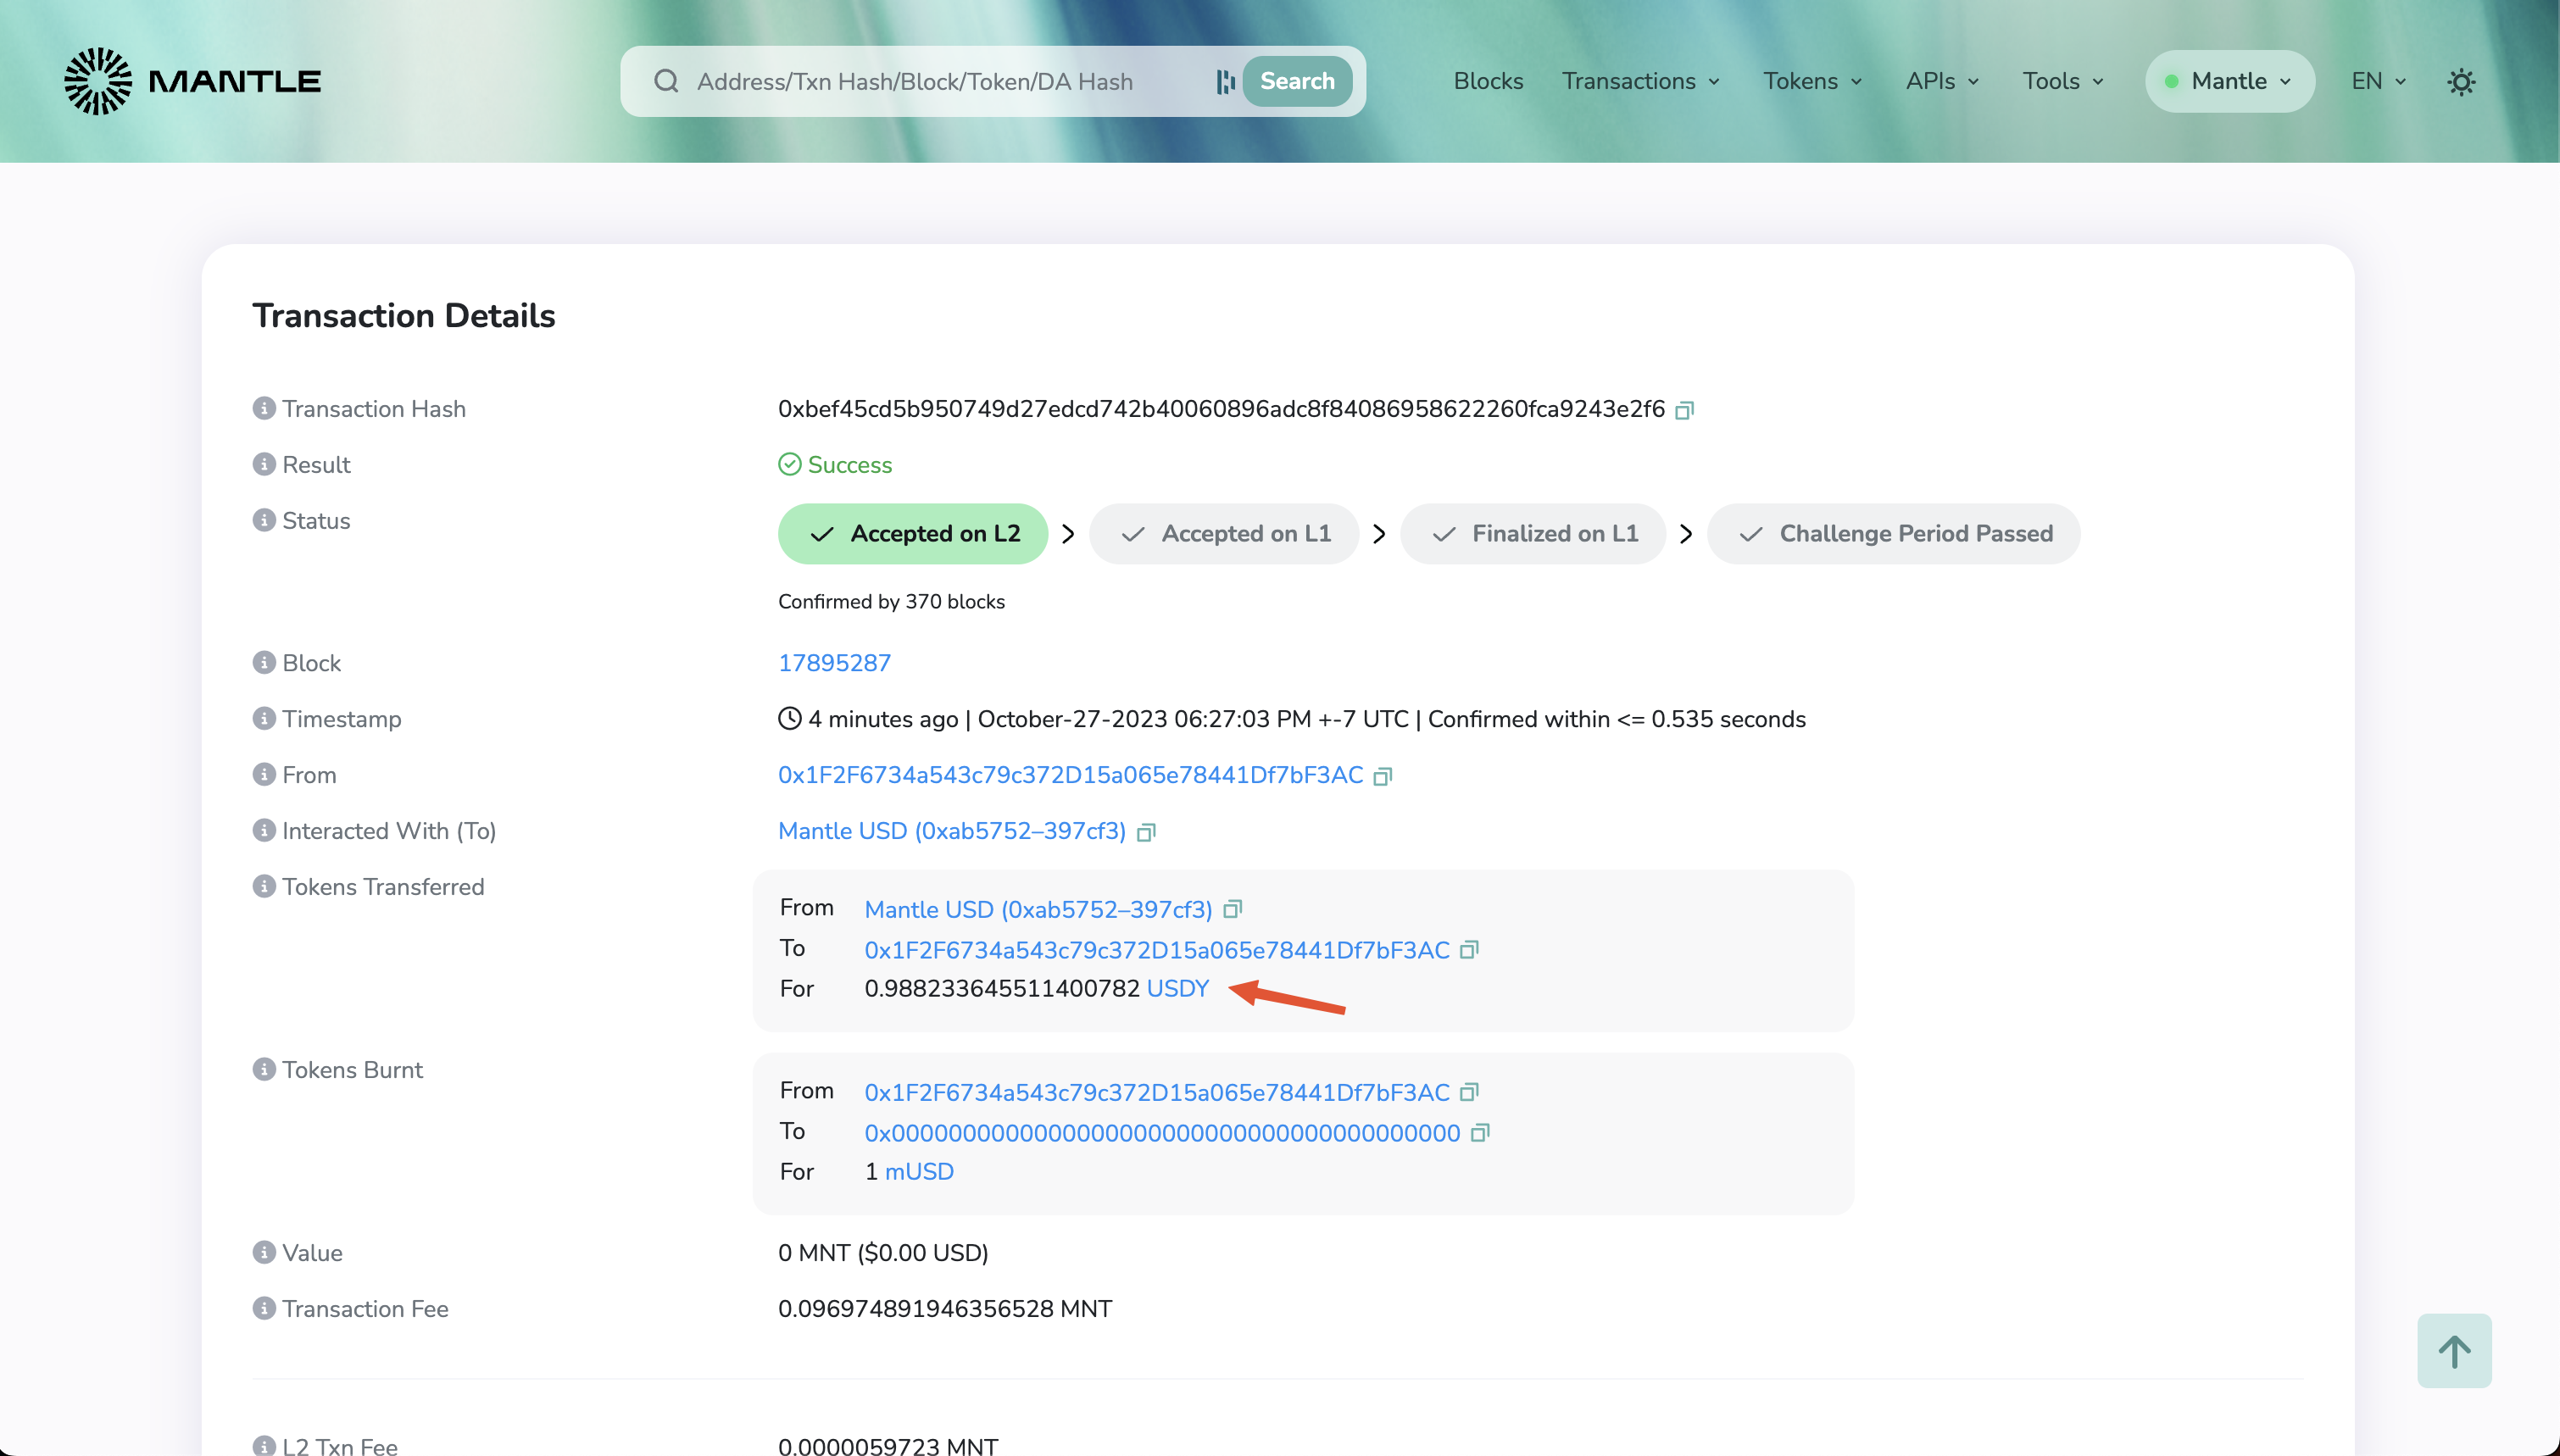 MANTLE
Address/Txn Hash/Block/Token/DA Hash
Search
Blocks
Transactions
Tokens
APIs
Tools
Mantle
EN
Transaction Details
Transaction Hash
0xbef45cd5b950749d27edcd742b40060896adc8f84086958622260fca9243e2f6
Result
Success
Status
Accepted on L2
Accepted on L1
Finalized on L1
Challenge Period Passed
Confirmed by 370 blocks
Block
17895287
Timestamp
4 minutes ago | October-27-2023 06:27:03 PM +-7 UTC | Confirmed within <= 0.535 seconds
From
0x1F2F6734a543c79c372D15a065e78441Df7bF3AC
Interacted With (To)
Mantle USD (0xab5752–397cf3)
Tokens Transferred
From Mantle USD (0xab5752–397cf3)
To 0x1F2F6734a543c79c372D15a065e78441Df7bF3AC
For 0.988233645511400782 USDY
Tokens Burnt
From 0x1F2F6734a543c79c372D15a065e78441Df7bF3AC
To 0x0000000000000000000000000000000000000000
For 1 mUSD
Value
0 MNT ($0.00 USD)
Transaction Fee
0.096974891946356528 MNT
L2 Txn Fee
0.0000059723 MNT